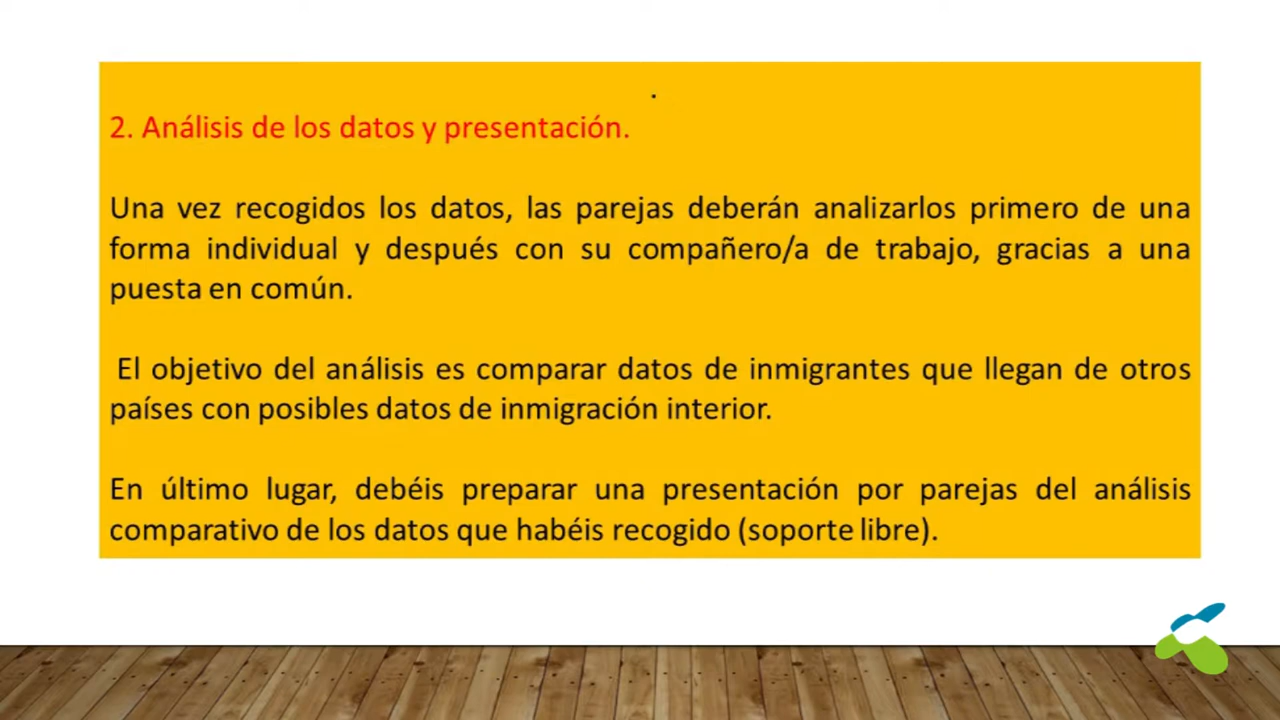 .
2. Análisis de los datos y presentación.
Una vez recogidos los datos, las parejas deberán analizarlos primero de una
forma individual y después con su compañero/a de trabajo, gracias a una
puesta en común.
El objetivo del análisis es comparar datos de inmigrantes que llegan de otros
países con posibles datos de inmigración interior.
En último lugar, debéis preparar una presentación por parejas del análisis
comparativo de los datos que habéis recogido (soporte libre).